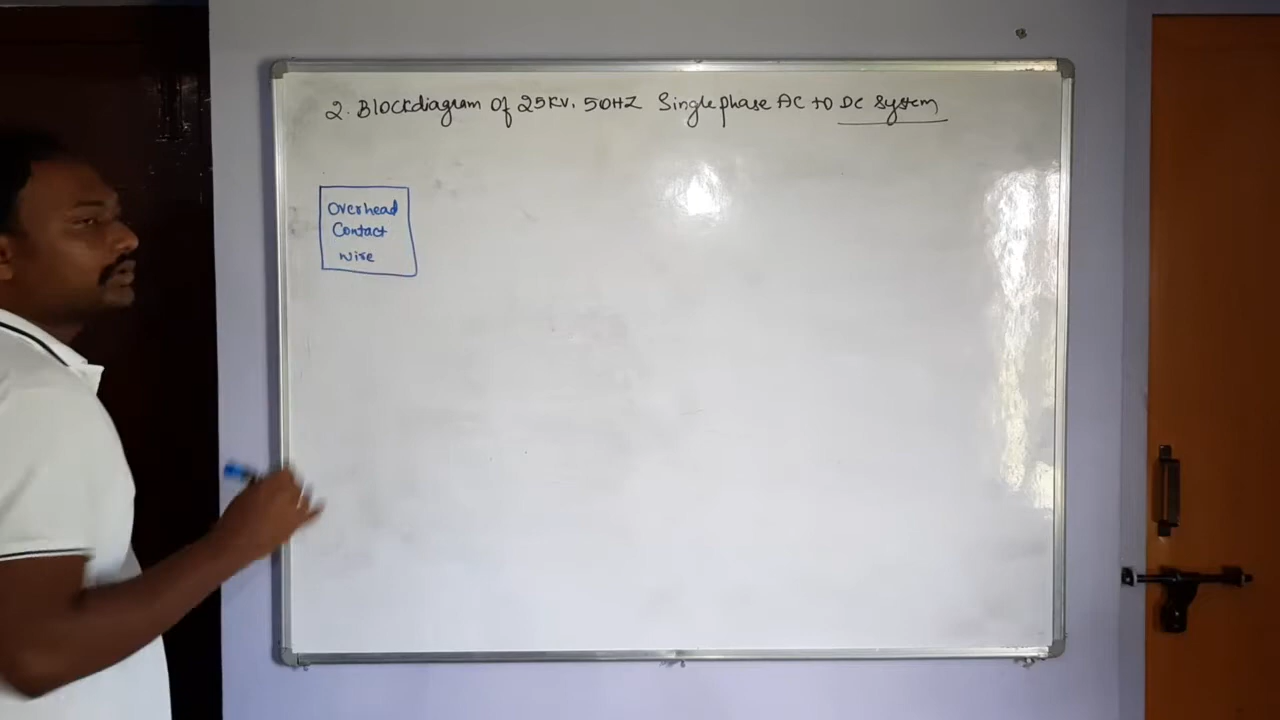 2. Blockdiagram of 25KV, 50HZ Single phase AC to DC System
Overhead
Contact
Wire